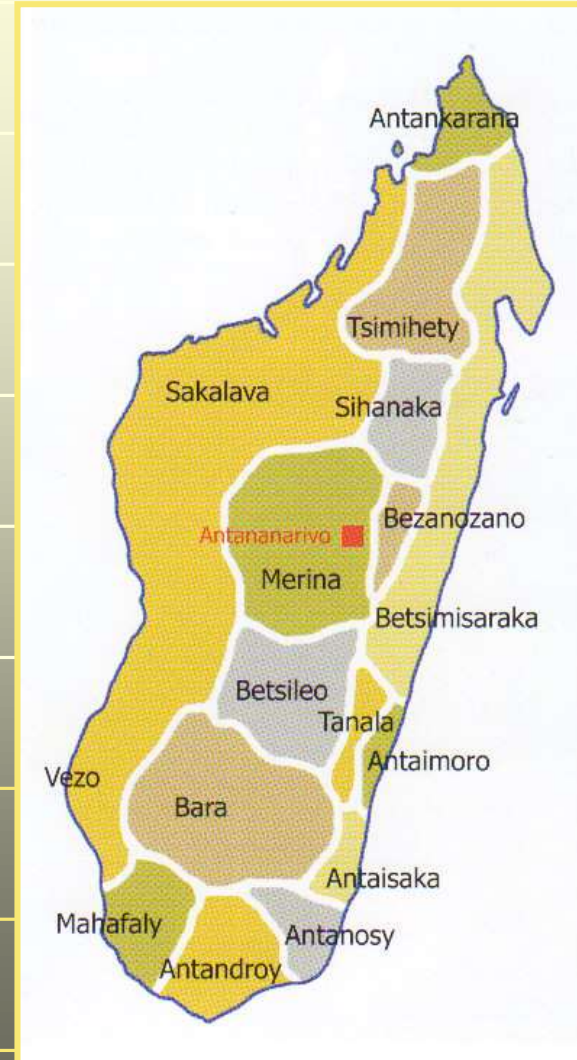 Antankarana
Tsimihety
Sakalava
Sihanaka
Bezanozano
Antananarivo
Merina
Betsimisaraka
Betsileo
Tanala
Antaimoro
Vezo
Bara
Antaisaka
Mahafaly
Antanosy
Antandroy